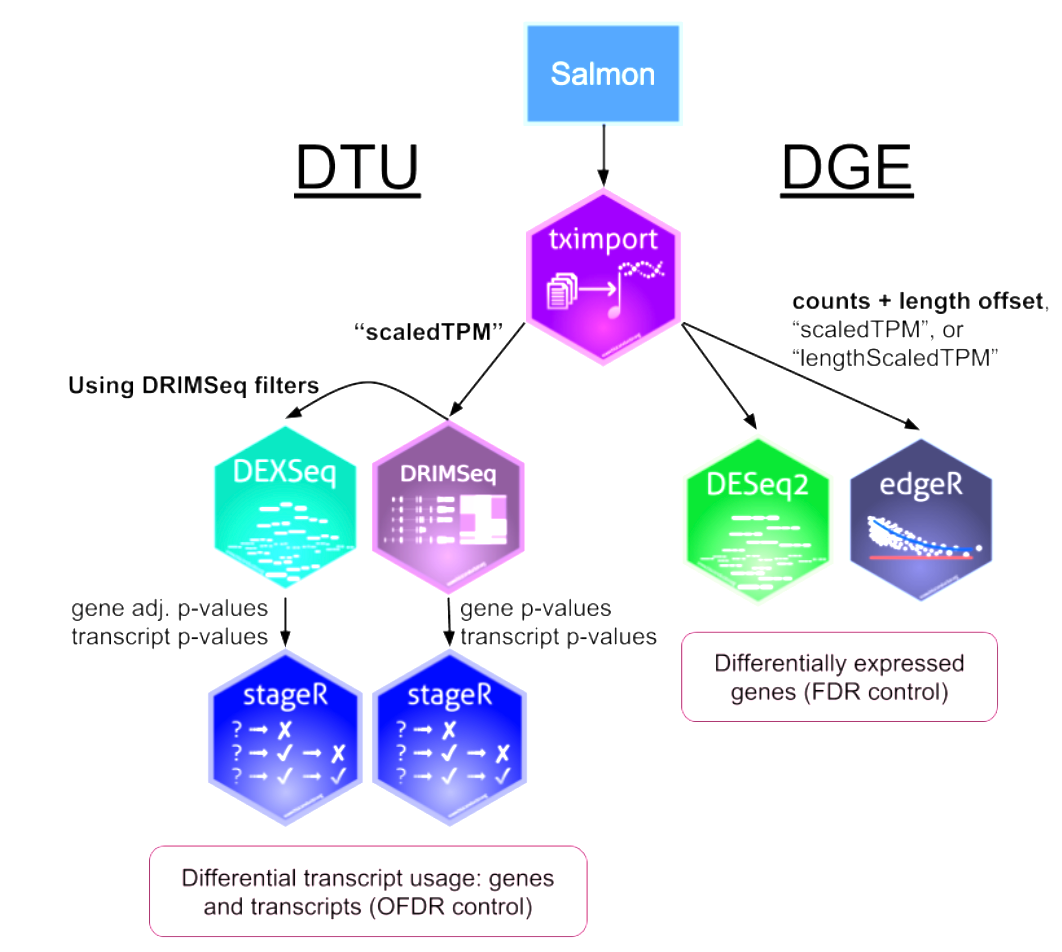 Salmon
DTU
DGE
tximport
counts + length offset,
“scaledTPM”, or
“lengthScaledTPM”
“scaledTPM”
Using DRIMSeq filters
DEXSeq
DRIMSeq
DESeq2
edgeR
gene adj. p-values
transcript p-values
gene p-values
transcript p-values
stageR
? → ✗
? → ✓ → ✗
? → ✓ → ✓
stageR
? → ✗
? → ✓ → ✗
? → ✓ → ✓
Differentially expressed
genes (FDR control)
Differential transcript usage: genes
and transcripts (OFDR control)